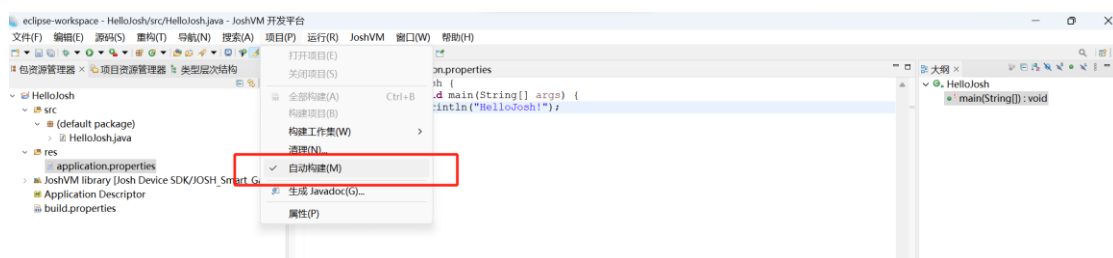 eclipse-workspace - HelloJosh/src/HelloJosh.java - JoshVM 开发平台
文件(F) 编辑(E) 源码(S) 重构(T) 导航(N) 搜索(A) 项目(P) 运行(R) JoshVM 窗口(W) 帮助(H)
包资源管理器 × 项目资源管理器 类型层次结构
HelloJosh
src
(default package)
HelloJosh.java
res
application.properties
JoshVM library [Josh Device SDK/JOSH_Smart_Ga
Application Descriptor
build.properties
打开项目(E)
关闭项目(S)
全部构建(A) Ctrl+B
构建项目(B)
构建工作集(W)
清理(N)...
自动构建(M)
生成 Javadoc(G)...
属性(P)
on.properties
sh {
.d main(String[] args) {
:intln("HelloJosh!");
大纲 ×
HelloJosh
main(String[]) : void